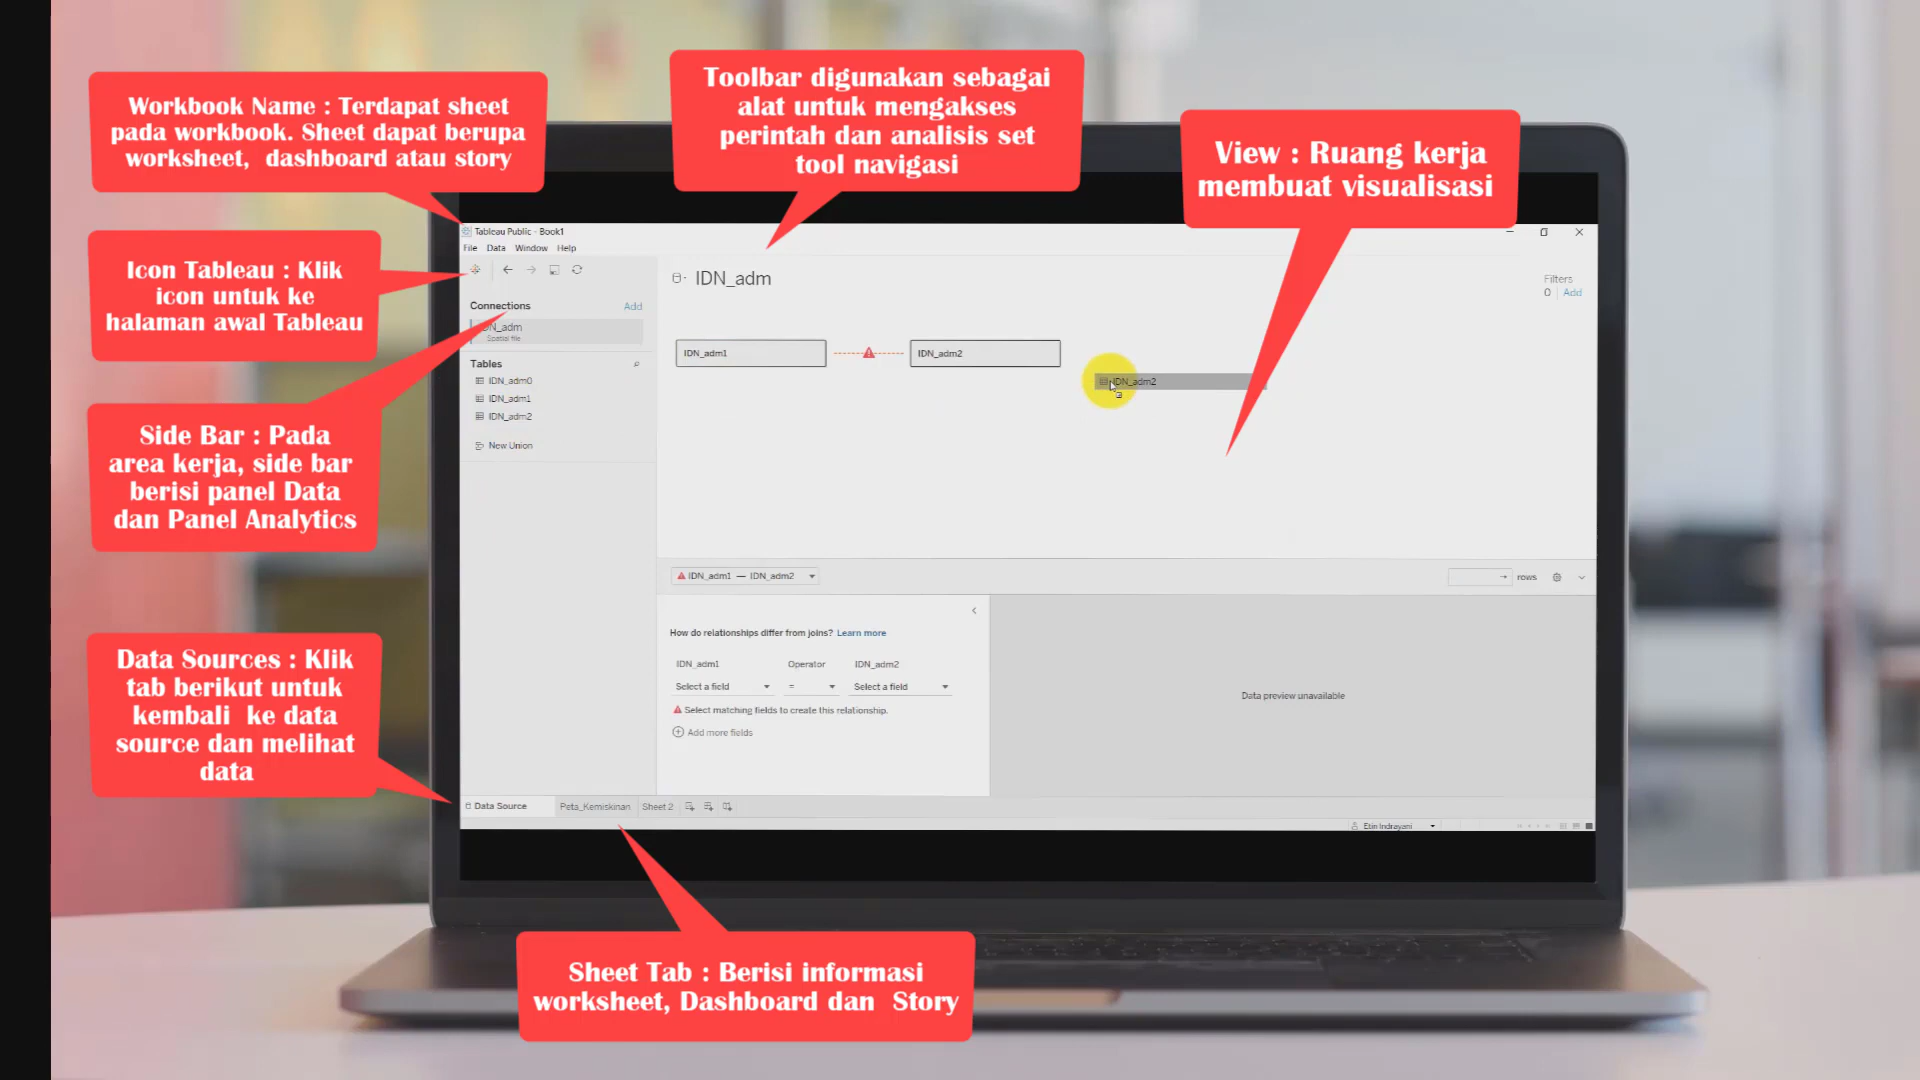 Workbook Name : Terdapat sheet
pada workbook. Sheet dapat berupa
worksheet, dashboard atau story
Toolbar digunakan sebagai
alat untuk mengakses
perintah dan analisis set
tool navigasi
View : Ruang kerja
membuat visualisasi
Icon Tableau : Klik
icon untuk ke
halaman awal Tableau
Side Bar : Pada
area kerja, side bar
berisi panel Data
dan Panel Analytics
Data Sources : Klik
tab berikut untuk
kembali ke data
source dan melihat
data
Sheet Tab : Berisi informasi
worksheet, Dashboard dan Story
Tableau Public - Book1
File Data Window Help
Connections Add
Spatial file
Tables
IDN_adm0
IDN_adm1
IDN_adm2
New Union
IDN_adm
Filters
0 Add
IDN_adm1
IDN_adm2
IDN_adm2
IDN_adm1 — IDN_adm2
rows
How do relationships differ from joins? Learn more
IDN_adm1 Operator IDN_adm2
Select a field = Select a field
Select matching fields to create this relationship.
Add more fields
Data preview unavailable
Data Source Peta_Kemiskinan Sheet 2
Etin Indrayani